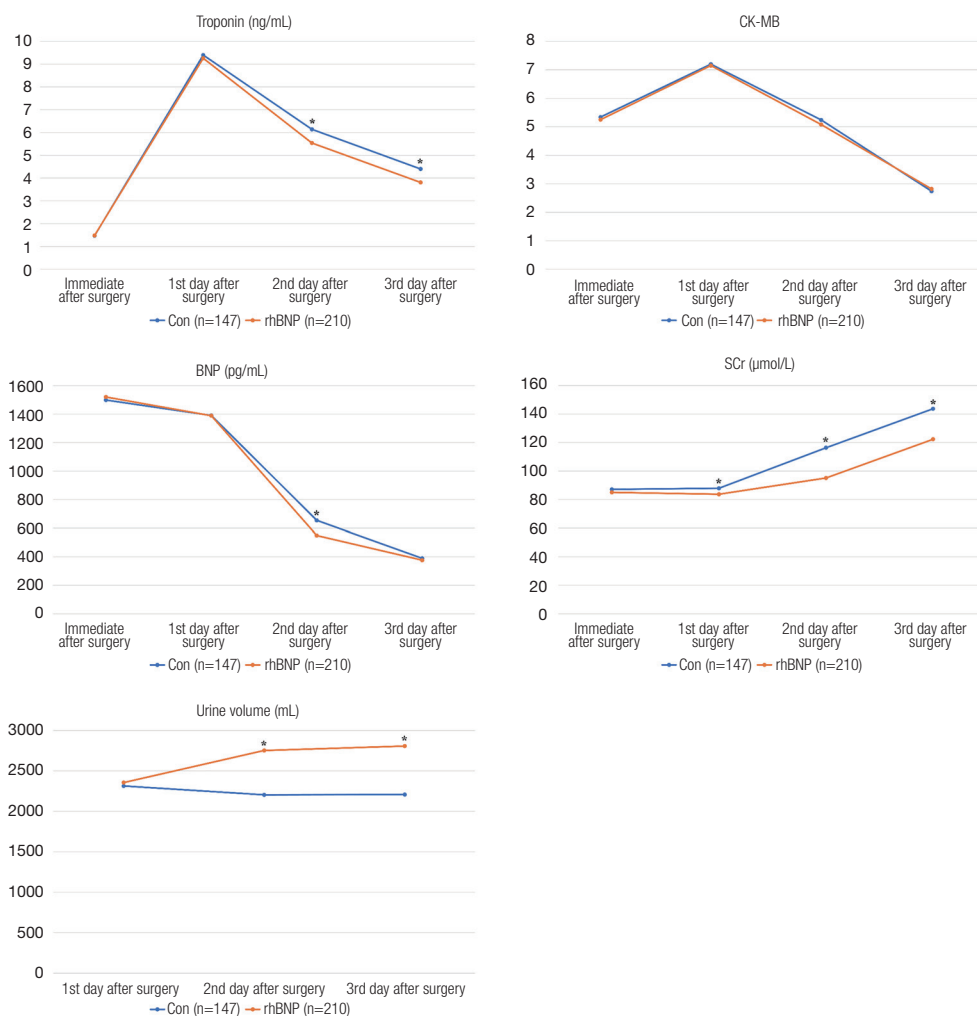 Troponin (ng/mL)
10
9
8
7
6
5
4
3
2
1
0
*
*
Immediate after surgery
1st day after surgery
2nd day after surgery
3rd day after surgery
Con (n=147) rhBNP (n=210)
CK-MB
8
7
6
5
4
3
2
1
0
Immediate after surgery
1st day after surgery
2nd day after surgery
3rd day after surgery
Con (n=147) rhBNP (n=210)
BNP (pg/mL)
1600
1400
1200
1000
800
600
400
200
0
*
Immediate after surgery
1st day after surgery
2nd day after surgery
3rd day after surgery
Con (n=147) rhBNP (n=210)
SCr (µmol/L)
160
140
120
100
80
60
40
20
0
*
*
*
Immediate after surgery
1st day after surgery
2nd day after surgery
3rd day after surgery
Con (n=147) rhBNP (n=210)
Urine volume (mL)
3000
2500
2000
1500
1000
500
0
*
*
1st day after surgery 2nd day after surgery 3rd day after surgery
Con (n=147) rhBNP (n=210)